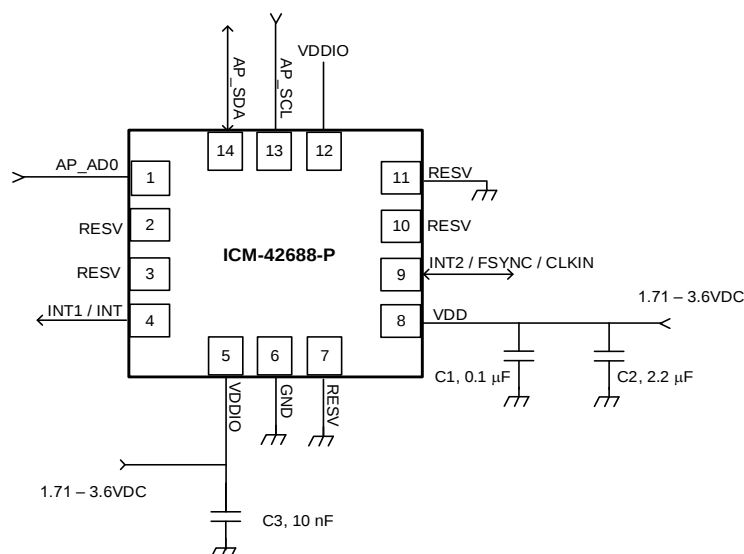 AP_SDA
AP_SCL
VDDIO
14
13
12
AP_AD0
1
11
RESV
RESV
2
10
RESV
ICM-42688-P
RESV
3
9
INT2 / FSYNC / CLKIN
INT1 / INT
4
8
VDD
1.71 – 3.6VDC
5
6
7
C1, 0.1 μF
C2, 2.2 μF
VDDIO
GND
RESV
1.71 – 3.6VDC
C3, 10 nF